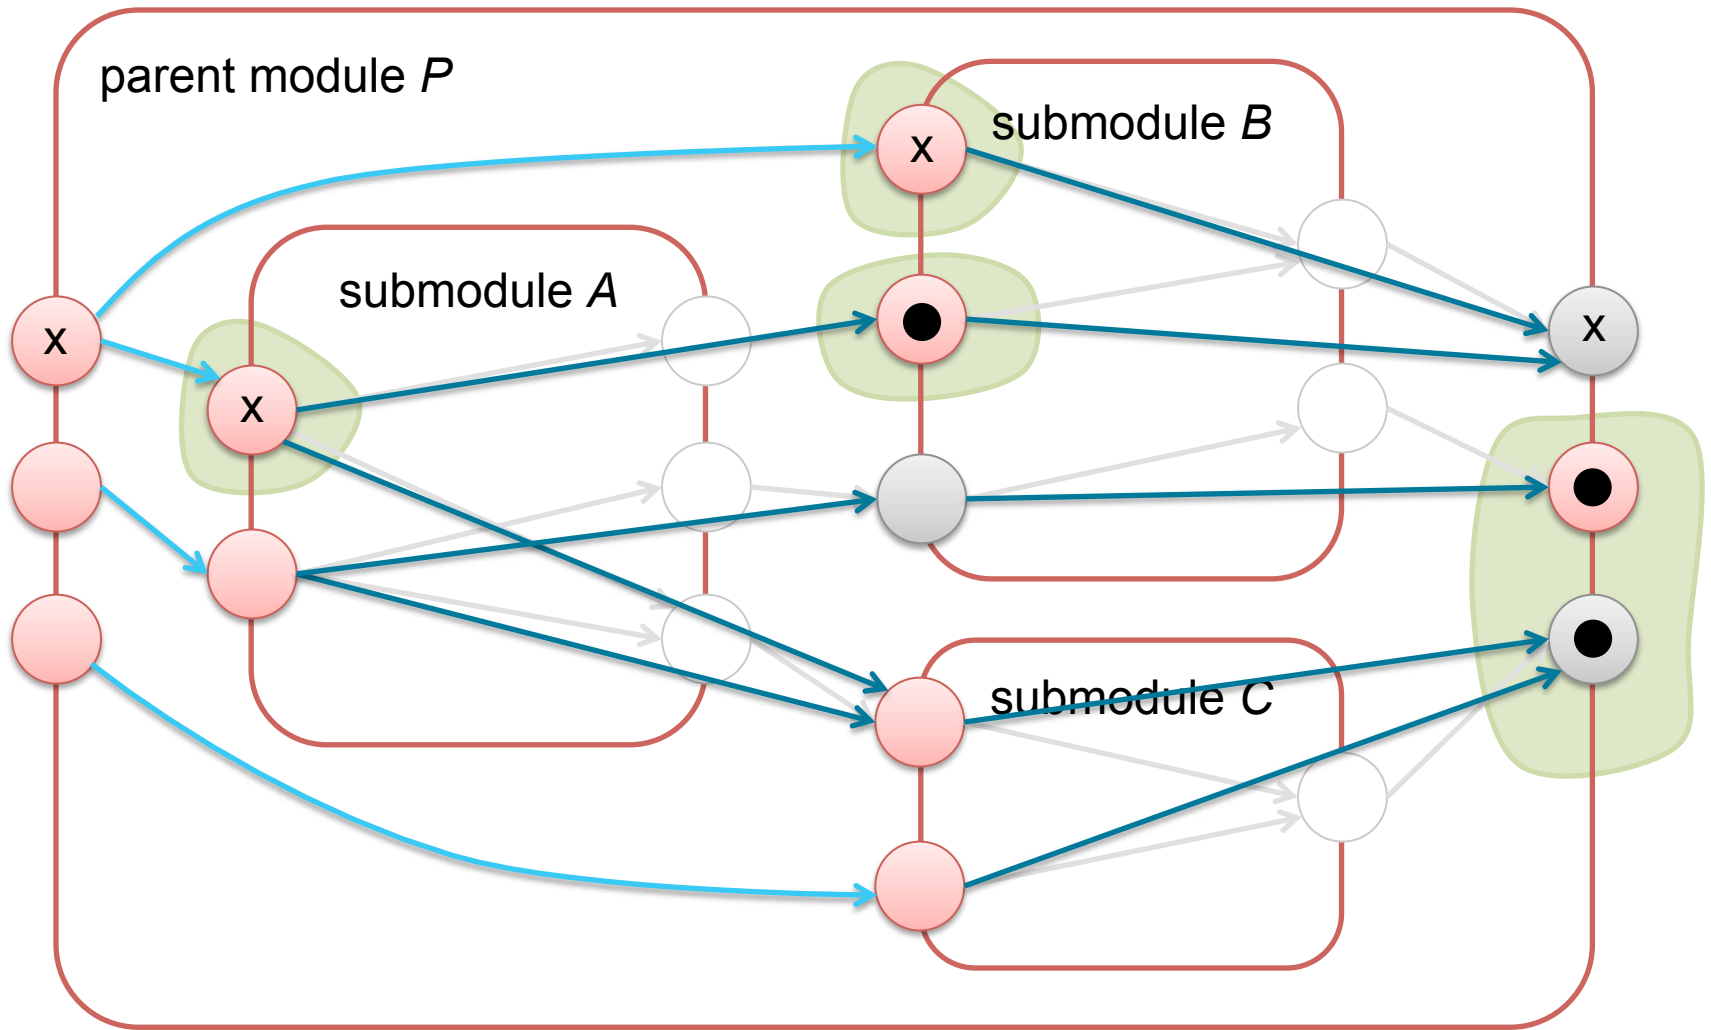 parent module P
submodule B
x
submodule A
x
x
x
submodule C